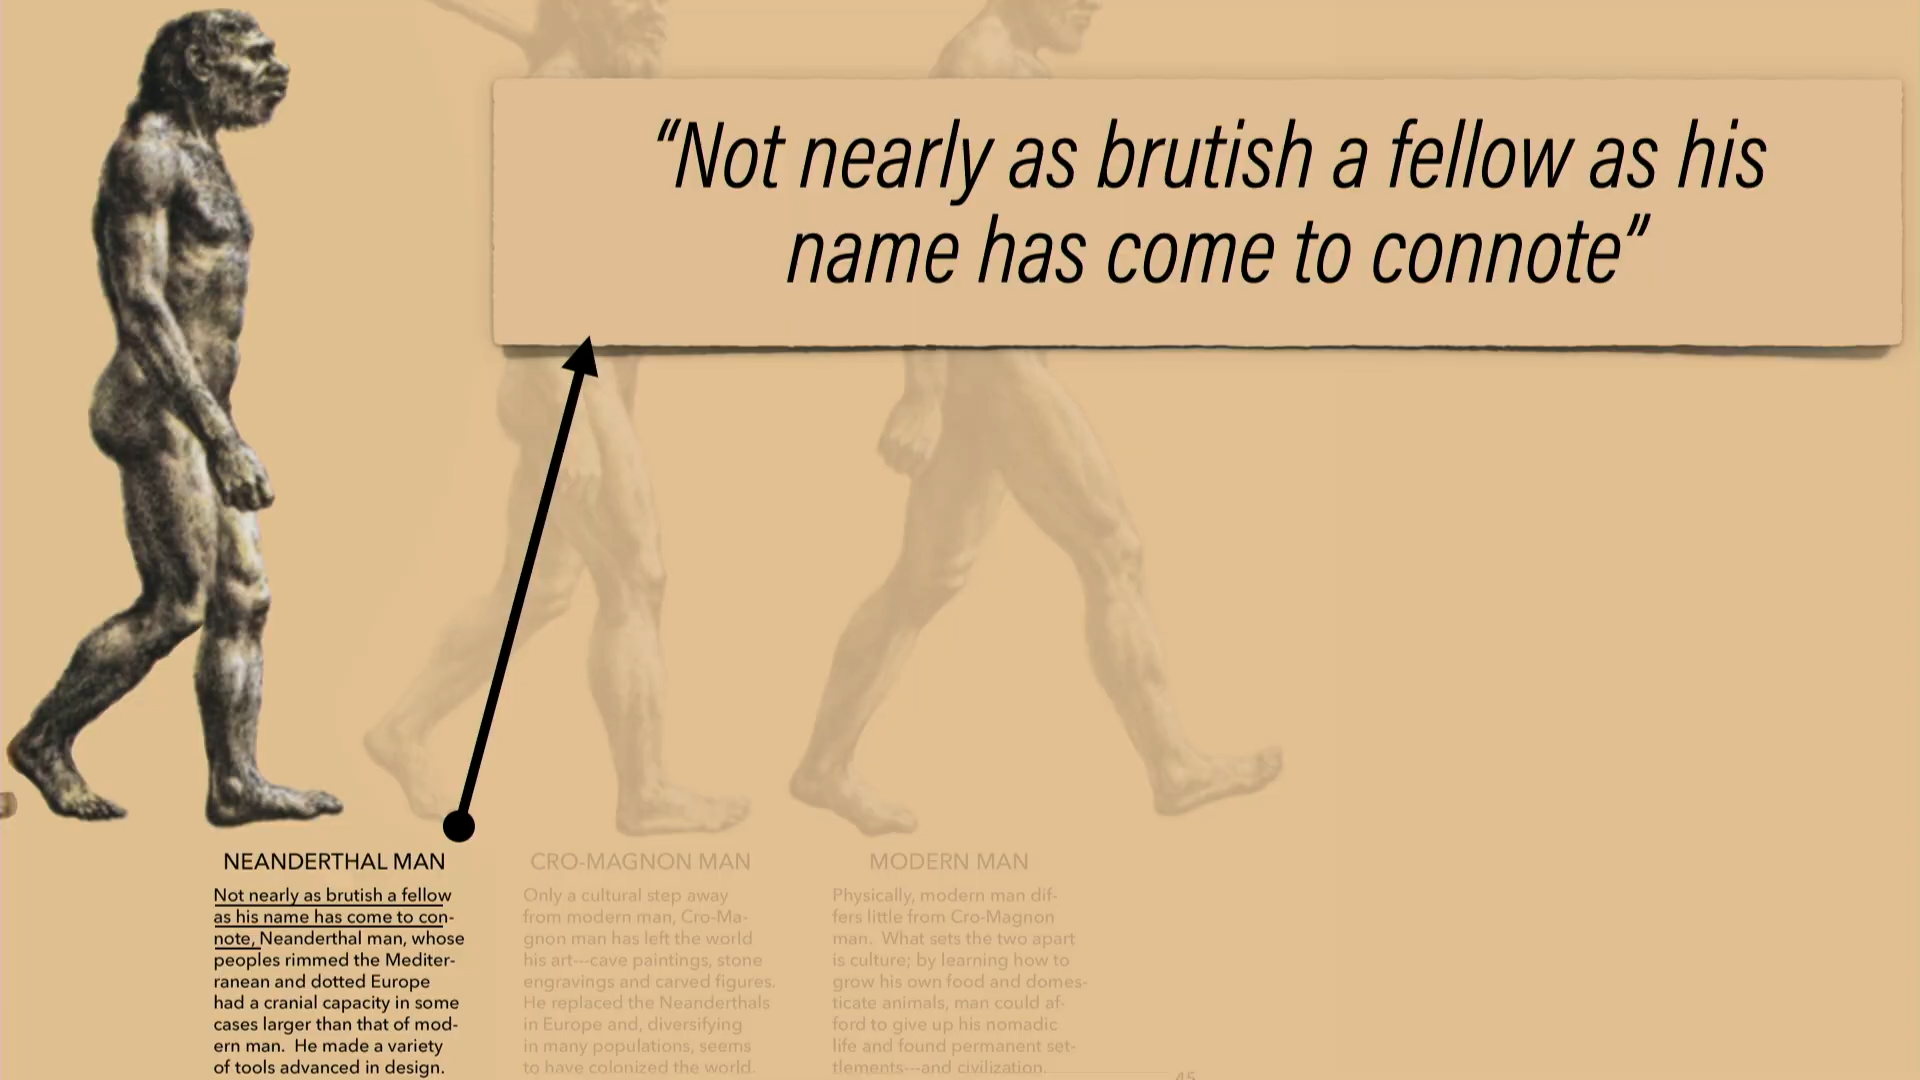 “Not nearly as brutish a fellow as his
name has come to connote”
NEANDERTHAL MAN
Not nearly as brutish a fellow
as his name has come to con-
note, Neanderthal man, whose
peoples rimmed the Mediter-
ranean and dotted Europe
had a cranial capacity in some
cases larger than that of mod-
ern man.  He made a variety
of tools advanced in design.
CRO-MAGNON MAN
Only a cultural step away
from modern man, Cro-Ma-
gnon man has left the world
his art---cave paintings, stone
engravings and carved figures.
He replaced the Neanderthals
in Europe and, diversifying
in many populations, seems
to have colonized the world.
MODERN MAN
Physically, modern man dif-
fers little from Cro-Magnon
man.  What sets the two apart
is culture; by learning how to
grow his own food and domes-
ticate animals, man could af-
ford to give up his nomadic
life and found permanent set-
tlements---and civilization.
45